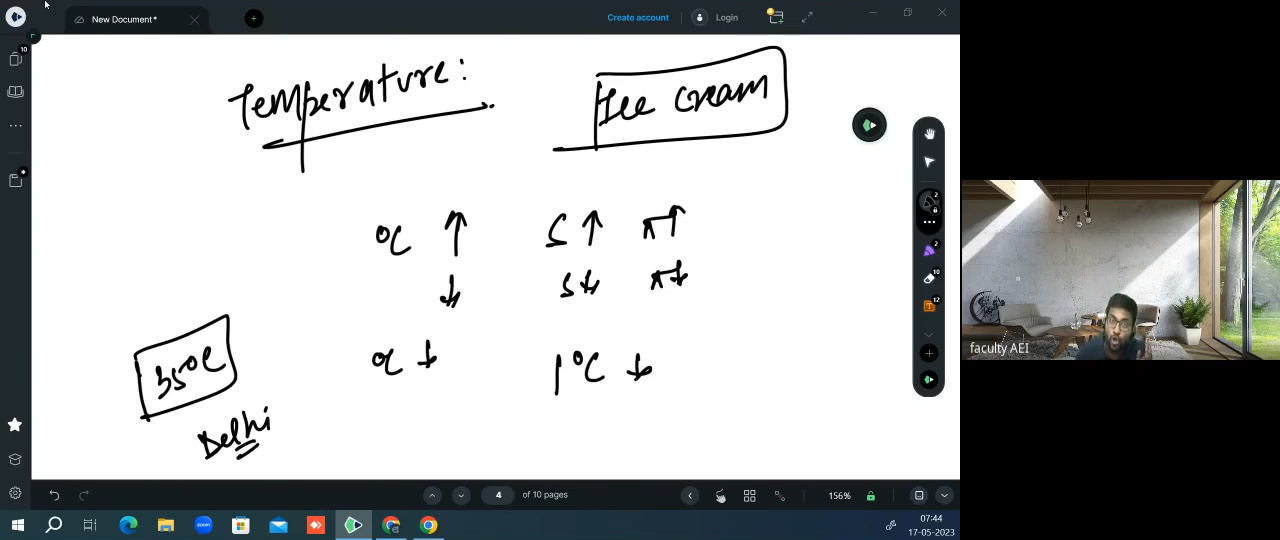 New Document*
Create account
Login
Temperature:
Ice cream
°C ↑ S ↑ π↑
↓ S↓ π↓
°C ↓ 1°C ↓
35°C
Delhi
faculty AEI
4 of 10 pages
156%
zoom
07:44
17-05-2023